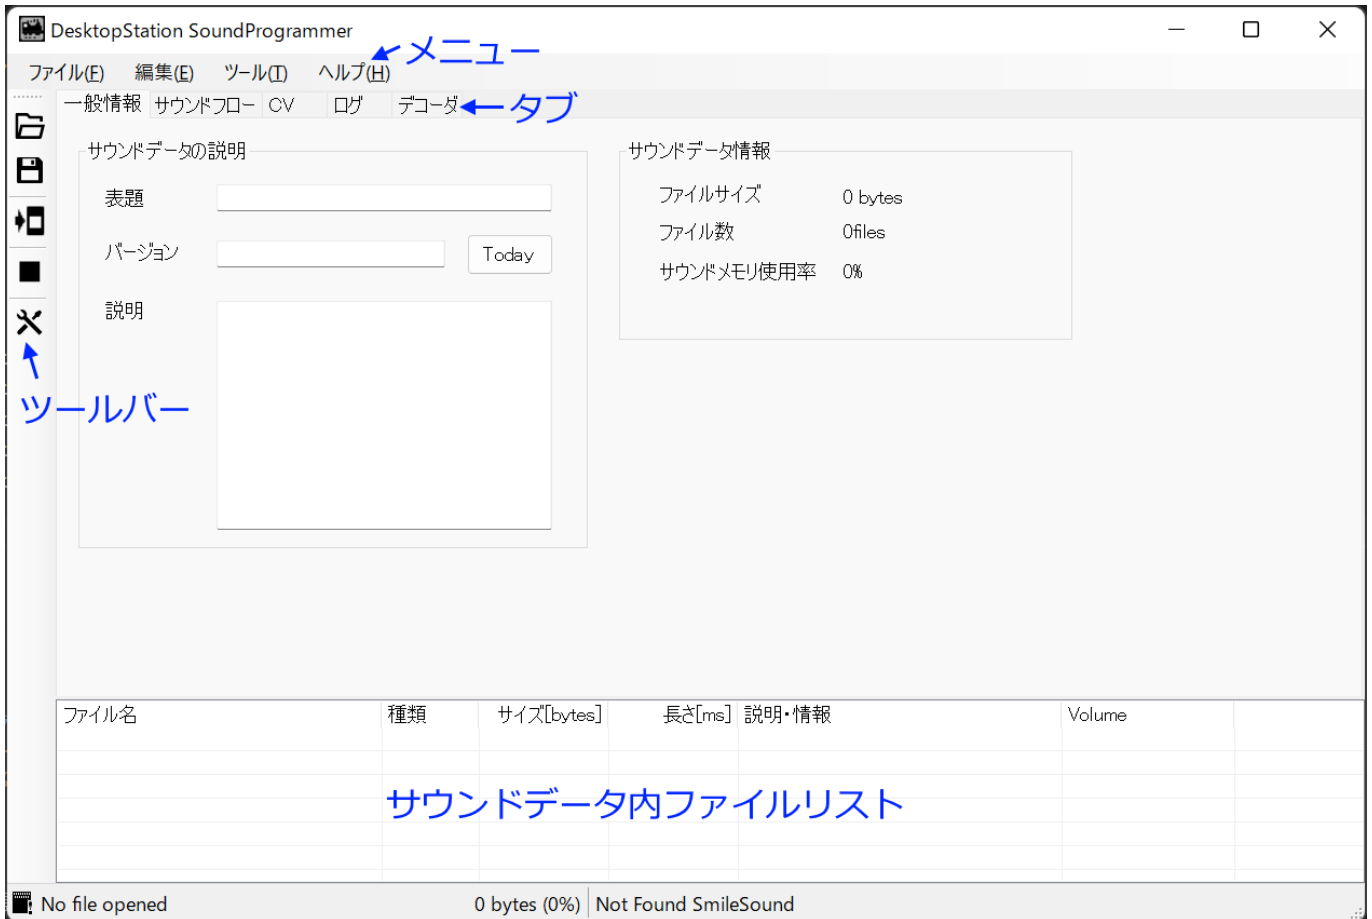 DesktopStation SoundProgrammer
メニュー
ファイル(F) 編集(E) ツール(T) ヘルプ(H)
一般情報 サウンドフロー CV ログ デコーダ
タブ
サウンドデータの説明
サウンドデータ情報
表題
ファイルサイズ 0 bytes
ファイル数 0files
バージョン Today
サウンドメモリ使用率 0%
説明
ツールバー
ファイル名 種類 サイズ[bytes] 長さ[ms] 説明・情報 Volume
サウンドデータ内ファイルリスト
No file opened 0 bytes (0%) Not Found SmileSound